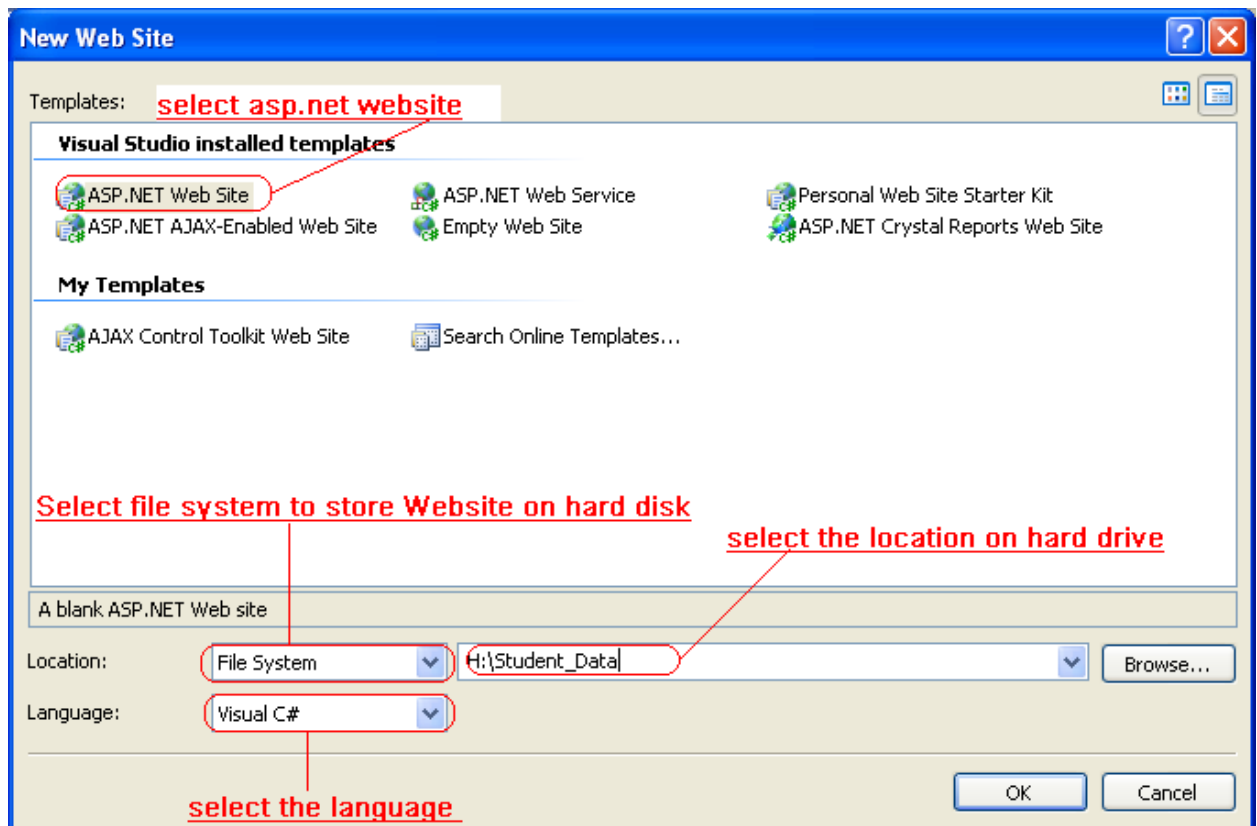 New Web Site
Templates: select asp.net website
Visual Studio installed templates
ASP.NET Web Site ASP.NET Web Service Personal Web Site Starter Kit
ASP.NET AJAX-Enabled Web Site Empty Web Site ASP.NET Crystal Reports Web Site
My Templates
AJAX Control Toolkit Web Site Search Online Templates...
Select file system to store Website on hard disk
select the location on hard drive
A blank ASP.NET Web site
Location: File System H:\Student_Data Browse...
Language: Visual C#
OK Cancel
select the language